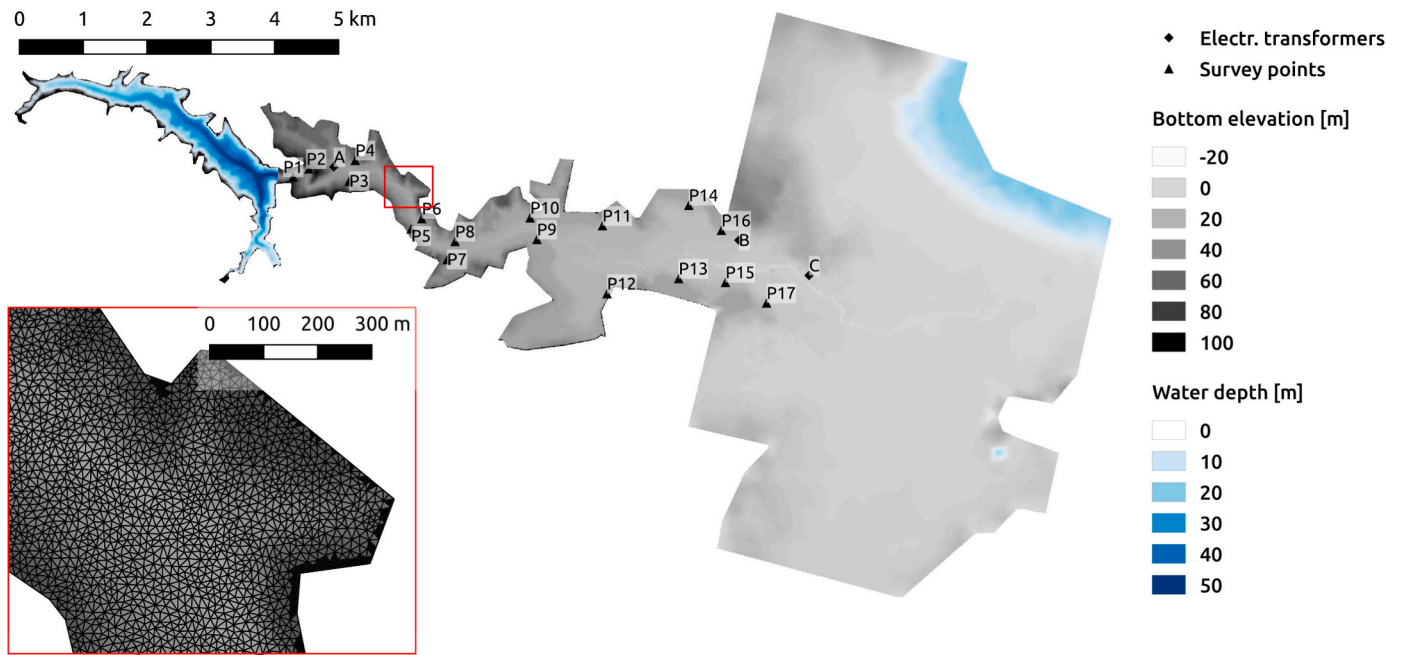 0 1 2 3 4 5 km
Electr. transformers
Survey points
Bottom elevation [m]
-20
0
20
40
60
80
100
Water depth [m]
0
10
20
30
40
50
P1
P2
A
P4
P3
P6
P5
P8
P7
P10
P9
P11
P12
P14
P16
B
P13
P15
P17
C
0 100 200 300 m